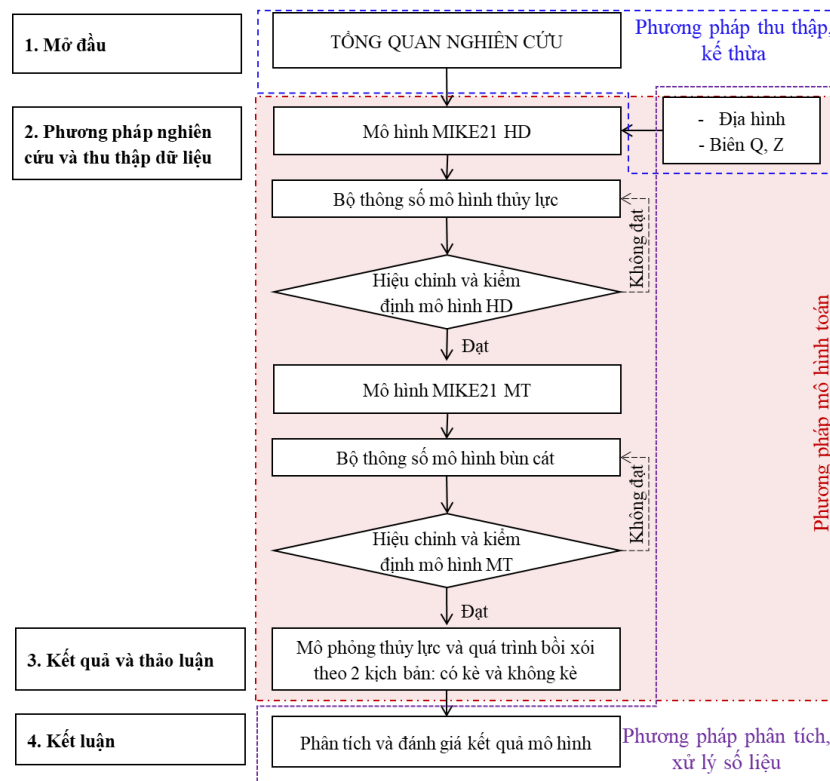 1. Mở đầu
TỔNG QUAN NGHIÊN CỨU
Phương pháp thu thập,
kế thừa
2. Phương pháp nghiên
cứu và thu thập dữ liệu
Mô hình MIKE21 HD
- Địa hình
- Biên Q, Z
Bộ thông số mô hình thủy lực
Không đạt
Hiệu chỉnh và kiểm
định mô hình HD
Đạt
Mô hình MIKE21 MT
Phương pháp mô hình toán
Bộ thông số mô hình bùn cát
Không đạt
Hiệu chỉnh và kiểm
định mô hình MT
Đạt
3. Kết quả và thảo luận
Mô phỏng thủy lực và quá trình bồi xói
theo 2 kịch bản: có kè và không kè
4. Kết luận
Phân tích và đánh giá kết quả mô hình
Phương pháp phân tích,
xử lý số liệu